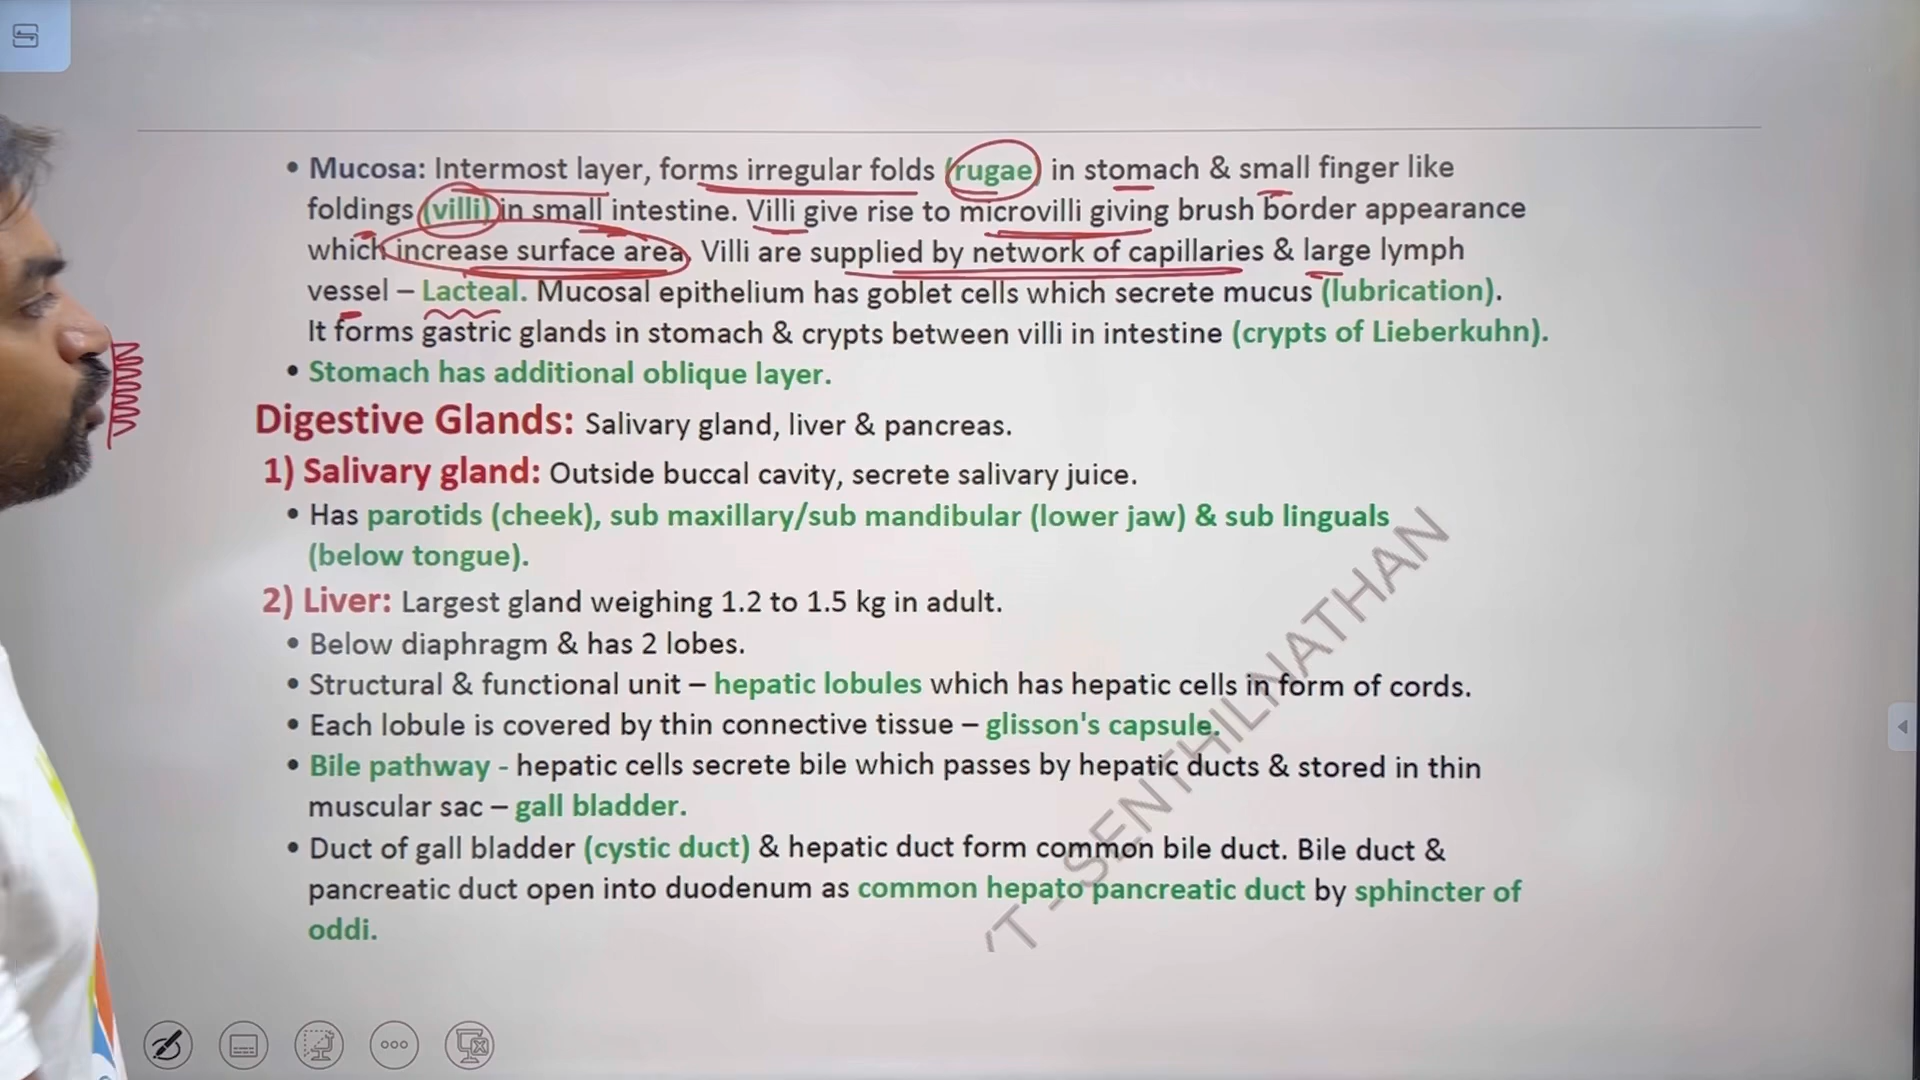 • Mucosa: Intermost layer, forms irregular folds (rugae) in stomach & small finger like
foldings (villi) in small intestine. Villi give rise to microvilli giving brush border appearance
which increase surface area. Villi are supplied by network of capillaries & large lymph
vessel – Lacteal. Mucosal epithelium has goblet cells which secrete mucus (lubrication).
It forms gastric glands in stomach & crypts between villi in intestine (crypts of Lieberkuhn).
• Stomach has additional oblique layer.
Digestive Glands: Salivary gland, liver & pancreas.
1) Salivary gland: Outside buccal cavity, secrete salivary juice.
• Has parotids (cheek), sub maxillary/sub mandibular (lower jaw) & sub linguals
(below tongue).
2) Liver: Largest gland weighing 1.2 to 1.5 kg in adult.
• Below diaphragm & has 2 lobes.
• Structural & functional unit – hepatic lobules which has hepatic cells in form of cords.
• Each lobule is covered by thin connective tissue – glisson's capsule.
• Bile pathway - hepatic cells secrete bile which passes by hepatic ducts & stored in thin
muscular sac – gall bladder.
• Duct of gall bladder (cystic duct) & hepatic duct form common bile duct. Bile duct &
pancreatic duct open into duodenum as common hepato pancreatic duct by sphincter of
oddi.
YT - SENTHILNATHAN